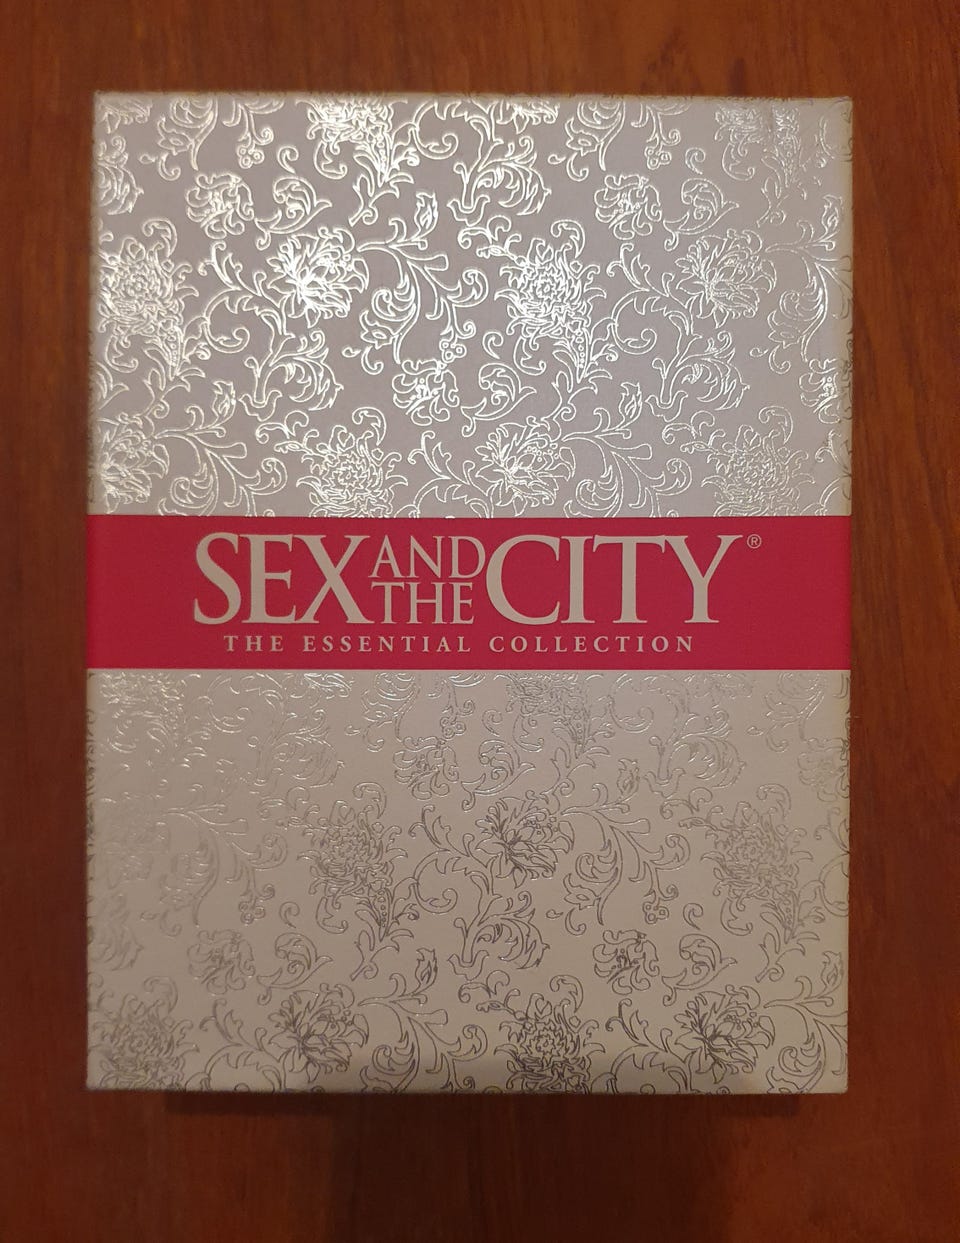 SEX AND THE CITY®
THE ESSENTIAL COLLECTION